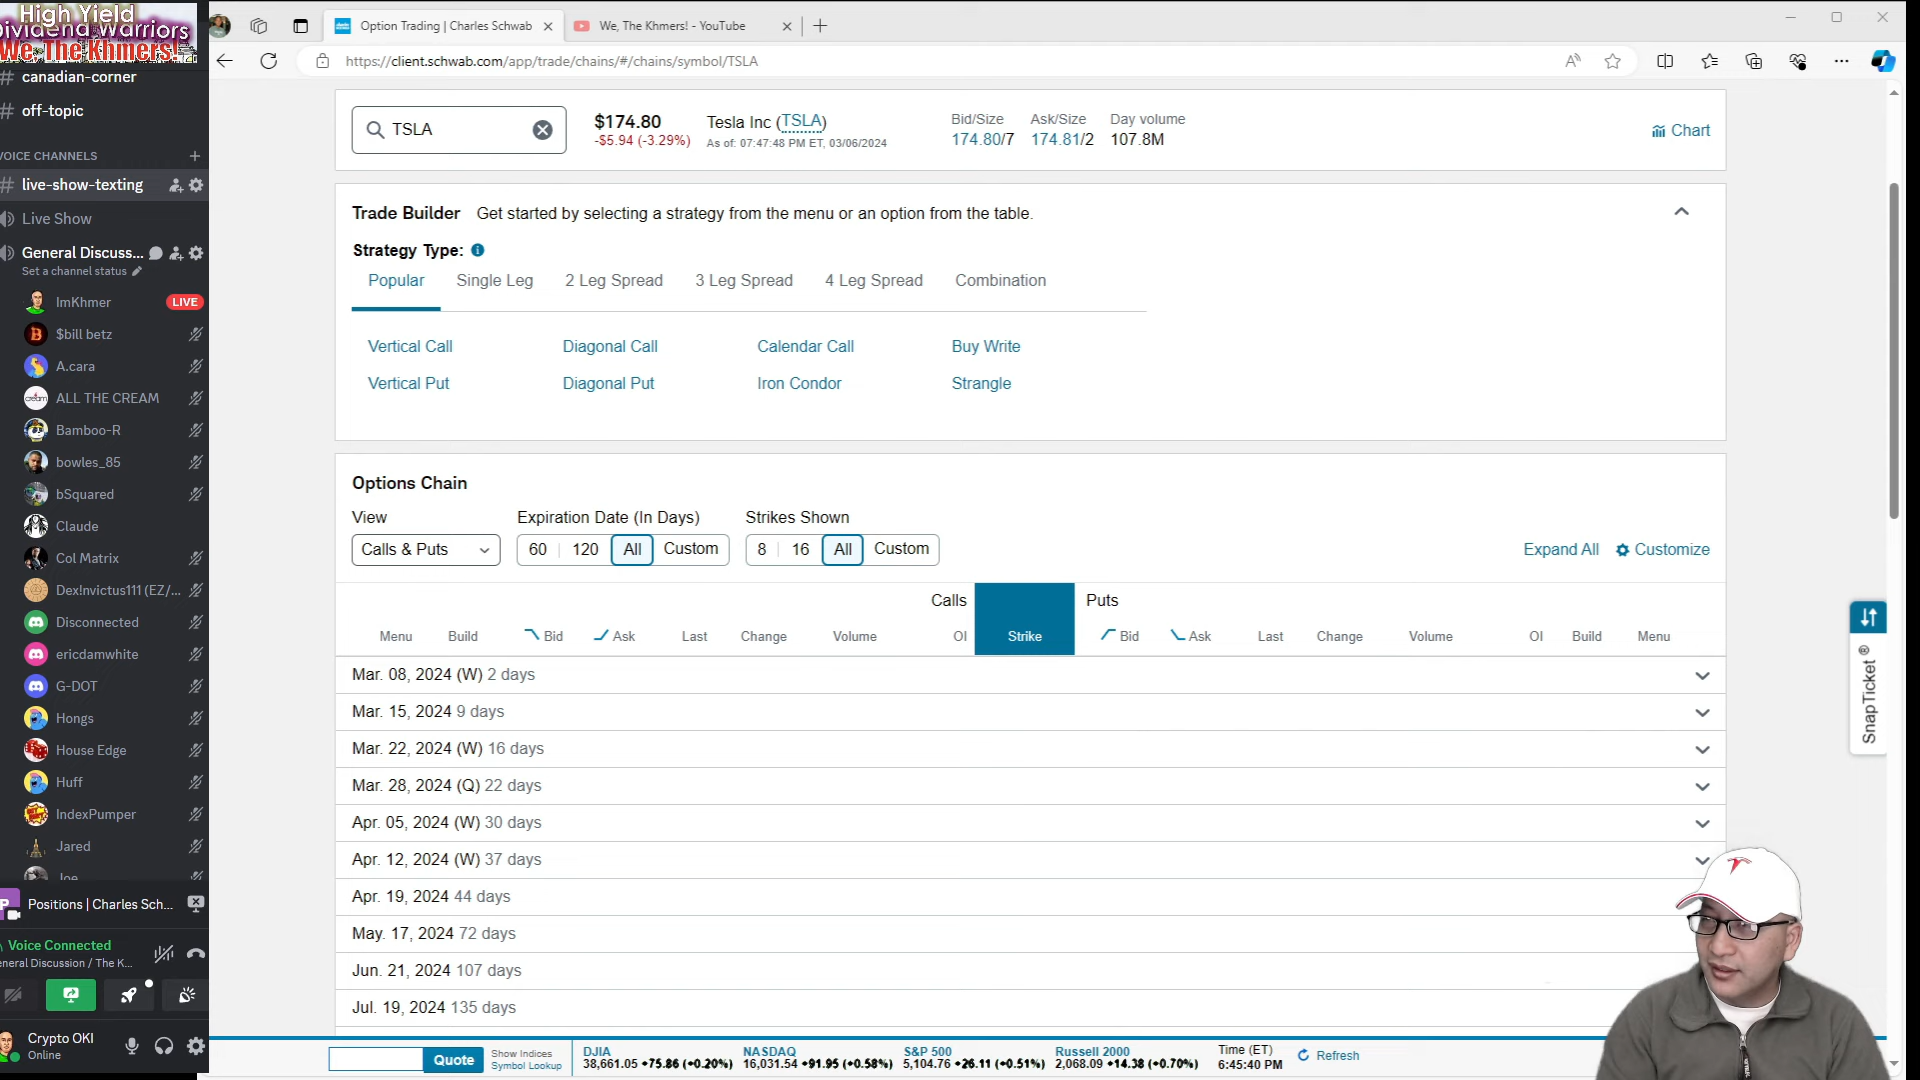 High Yield
Dividend Warriors
We The Khmers!
# canadian-corner
# off-topic
VOICE CHANNELS
# live-show-texting
Live Show
General Discuss...
Set a channel status
ImKhmer LIVE
$bill betz
A.cara
ALL THE CREAM
Bamboo-R
bowles_85
bSquared
Claude
Col Matrix
Dex!nvictus111 (EZ/...
Disconnected
ericdamwhite
G-DOT
Hongs
House Edge
Huff
IndexPumper
Jared
Joe
Positions | Charles Sch...
Voice Connected
eneral Discussion / The K...
Crypto OKI
Online
Option Trading | Charles Schwab
We, The Khmers! - YouTube
https://client.schwab.com/app/trade/chains/#/chains/symbol/TSLA
TSLA
$174.80
-$5.94 (-3.29%)
Tesla Inc (TSLA)
As of: 07:47:48 PM ET, 03/06/2024
Bid/Size Ask/Size Day volume
174.80/7 174.81/2 107.8M
Chart
Trade Builder Get started by selecting a strategy from the menu or an option from the table.
Strategy Type:
Popular Single Leg 2 Leg Spread 3 Leg Spread 4 Leg Spread Combination
Vertical Call Diagonal Call Calendar Call Buy Write
Vertical Put Diagonal Put Iron Condor Strangle
Options Chain
View Expiration Date (In Days) Strikes Shown
Calls & Puts 60 120 All Custom 8 16 All Custom
Expand All Customize
Calls Puts
Menu Build Bid Ask Last Change Volume OI Strike Bid Ask Last Change Volume OI Build Menu
Mar. 08, 2024 (W) 2 days
Mar. 15, 2024 9 days
Mar. 22, 2024 (W) 16 days
Mar. 28, 2024 (Q) 22 days
Apr. 05, 2024 (W) 30 days
Apr. 12, 2024 (W) 37 days
Apr. 19, 2024 44 days
May. 17, 2024 72 days
Jun. 21, 2024 107 days
Jul. 19, 2024 135 days
SnapTicket ®
Quote
Show Indices
Symbol Lookup
DJIA
38,661.05 +75.86 (+0.20%)
NASDAQ
16,031.54 +91.95 (+0.58%)
S&P 500
5,104.76 +26.11 (+0.51%)
Russell 2000
2,068.09 +14.38 (+0.70%)
Time (ET)
6:45:40 PM
Refresh